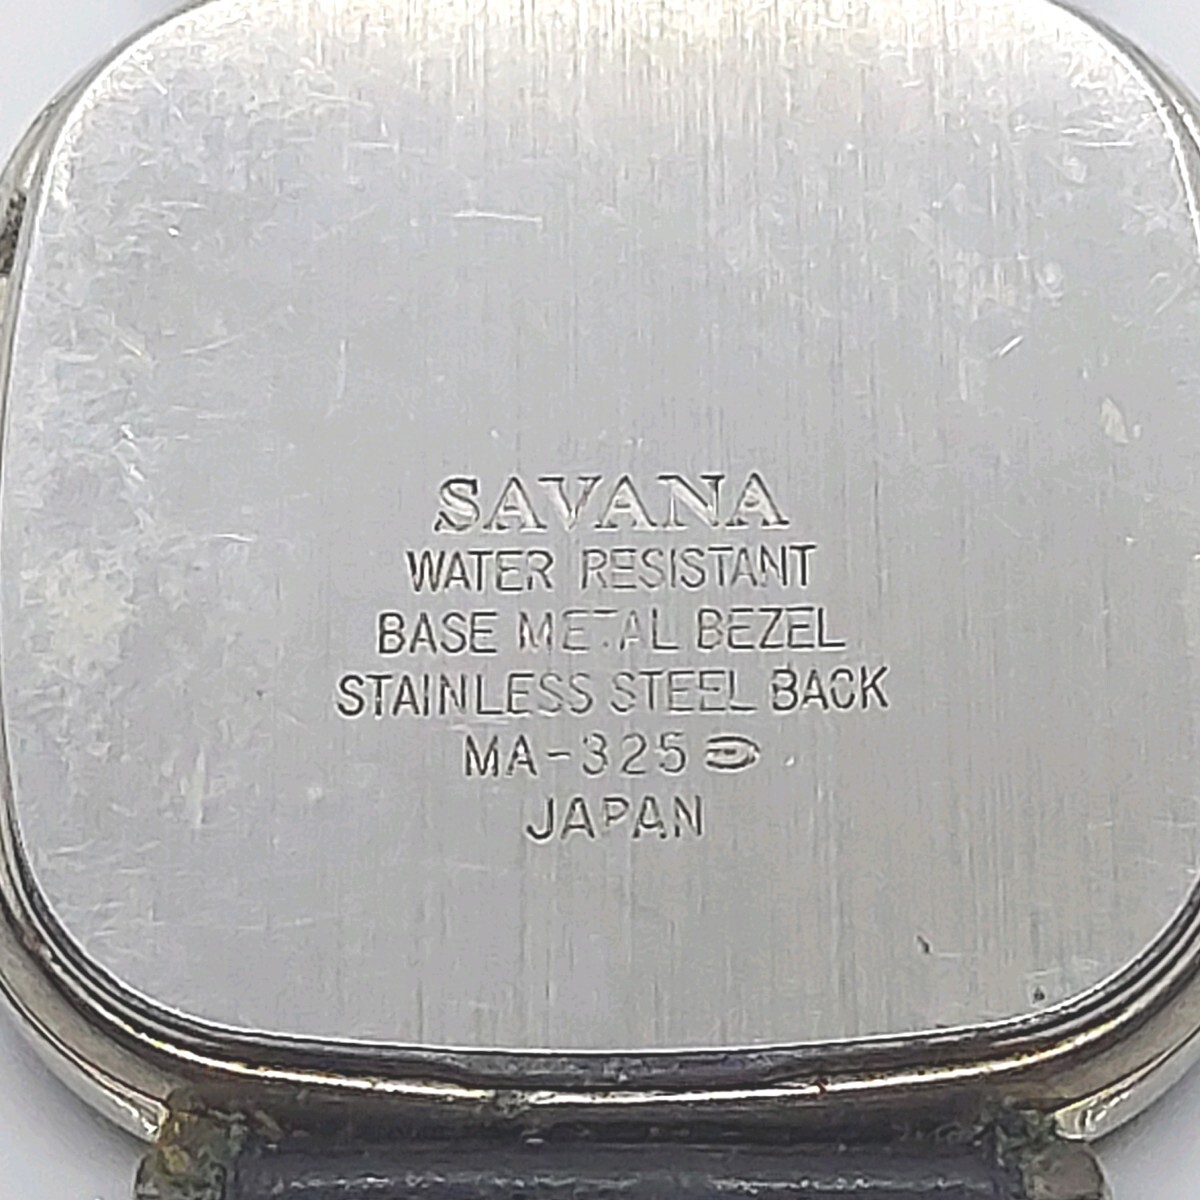 SAVANA
WATER RESISTANT
BASE METAL BEZEL
STAINLESS STEEL BACK
MA-325
JAPAN